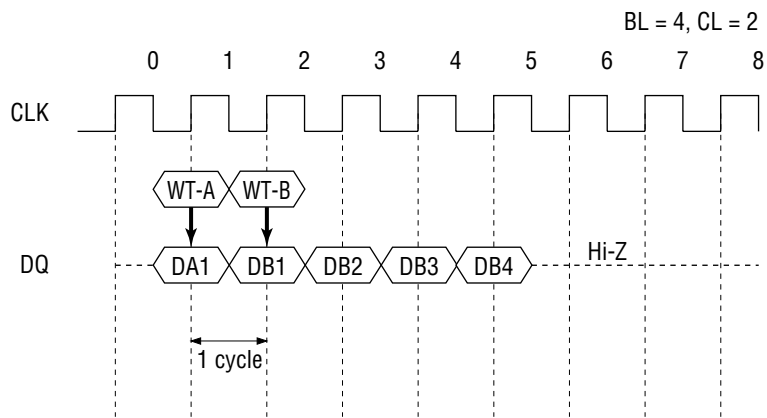 BL = 4, CL = 2
0 1 2 3 4 5 6 7 8
CLK
WT-A WT-B
DQ DA1 DB1 DB2 DB3 DB4 Hi-Z
1 cycle